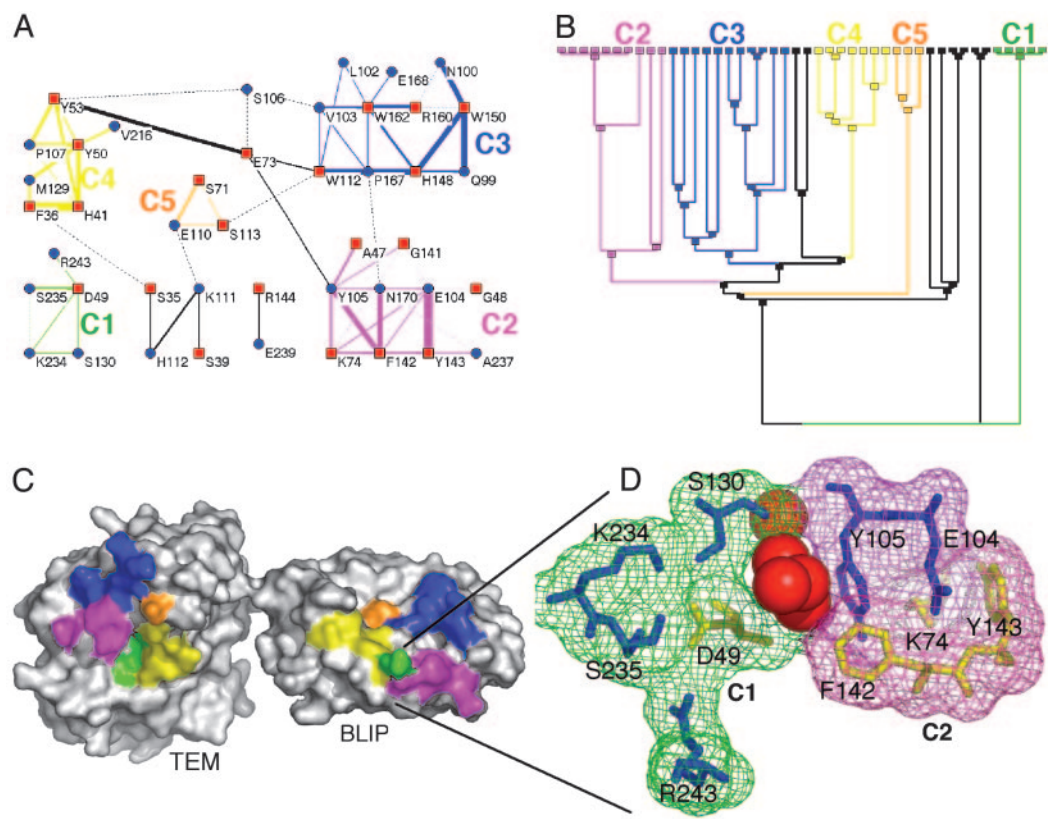 A
Y53
S106
L102
E168
N100
V216
V103
W162
R160
W150
P107
Y50
C3
E73
M129
C4
W112
P167
H148
Q99
F36
H41
C5
S71
E110
S113
R243
A47
G141
S235
D49
S35
K111
R144
Y105
N170
E104
G48
C1
C2
K234
S130
H112
S39
E239
K74
F142
Y143
A237
B
C2
C3
C4
C5
C1
C
TEM
BLIP
D
S130
K234
Y105
E104
S235
D49
K74
Y143
F142
C1
C2
R243